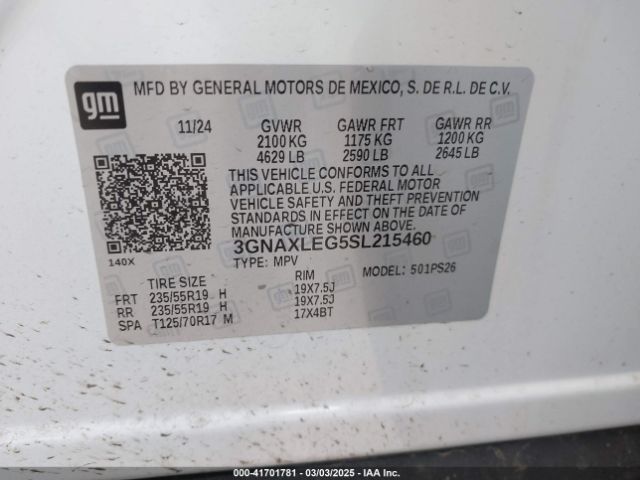 gm
MFD BY GENERAL MOTORS DE MEXICO, S. DE R.L. DE C.V.
11/24 GVWR GAWR FRT GAWR RR
2100 KG 1175 KG 1200 KG
4629 LB 2590 LB 2645 LB
THIS VEHICLE CONFORMS TO ALL
APPLICABLE U.S. FEDERAL MOTOR
VEHICLE SAFETY AND THEFT PREVENTION
STANDARDS IN EFFECT ON THE DATE OF
MANUFACTURE SHOWN ABOVE.
3GNAXLEG5SL215460
140X TYPE: MPV MODEL: 501PS26
TIRE SIZE RIM
FRT 235/55R19 H 19X7.5J
RR 235/55R19 H 19X7.5J
SPA T125/70R17 M 17X4BT
000-41701781 — 03/03/2025 — IAA Inc.